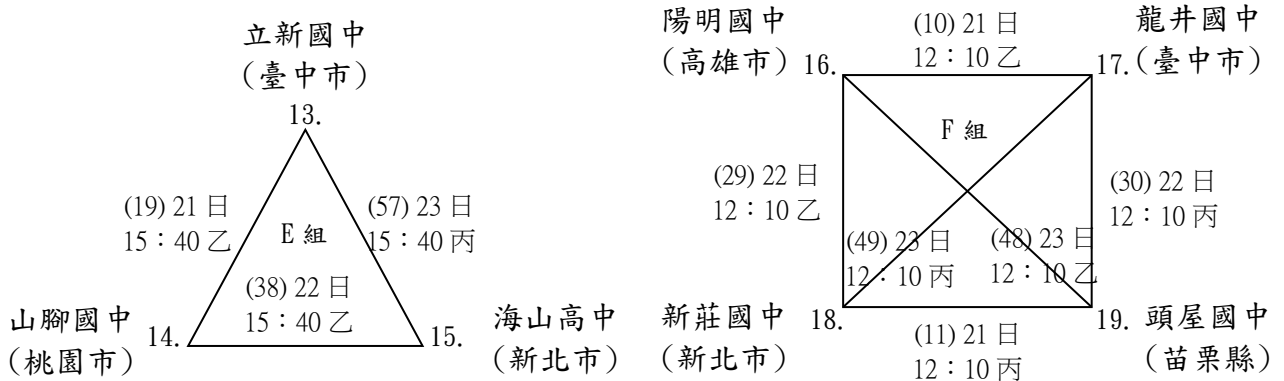 立新國中
(臺中市)
13.
(19) 21 日
15：40 乙
(57) 23 日
15：40 丙
E 組
(38) 22 日
15：40 乙
山腳國中
(桃園市)
14.
15.
海山高中
(新北市)
陽明國中
(高雄市)
16.
(10) 21 日
12：10 乙
龍井國中
17.(臺中市)
F 組
(29) 22 日
12：10 乙
(30) 22 日
12：10 丙
(49) 23 日
12：10 丙
(48) 23 日
12：10 乙
新莊國中
(新北市)
18.
(11) 21 日
12：10 丙
19. 頭屋國中
(苗栗縣)